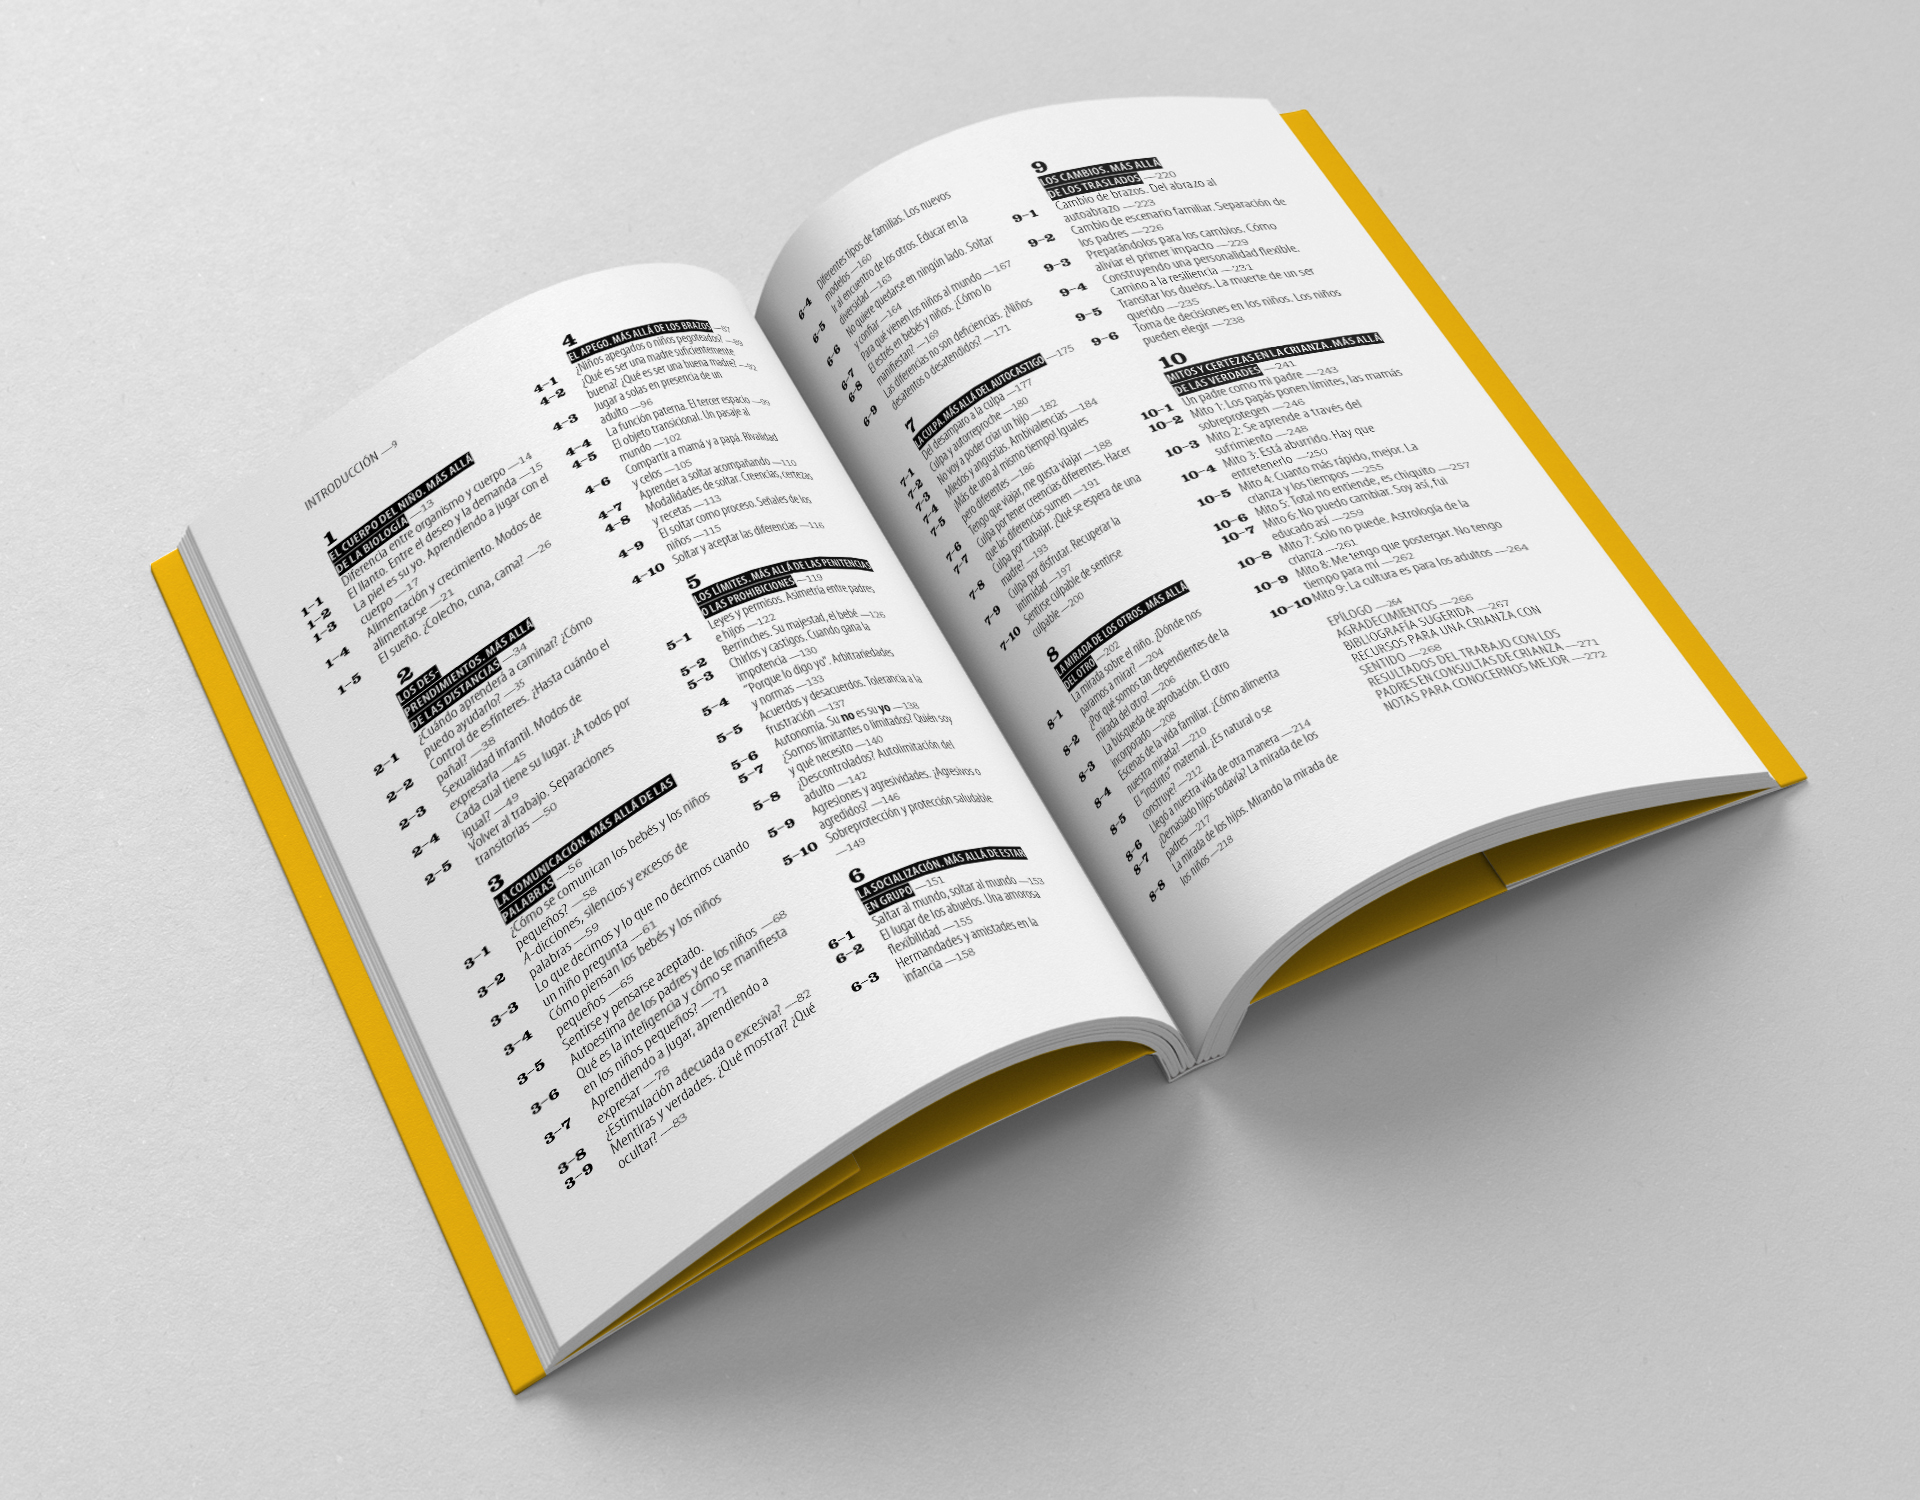 INTRODUCCIÓN —9
1
EL CUERPO DEL NIÑO. MÁS ALLÁ
DE LA BIOLOGÍA —13
1–1 Diferencia entre organismo y cuerpo —14
1–2 El llanto. Entre el deseo y la demanda —15
1–3 La piel es su yo. Aprendiendo a jugar con el
cuerpo —17
1–4 Alimentación y crecimiento. Modos de
alimentarse —21
1–5 El sueño. ¿Colecho, cuna, cama? —26
2
LOS DES-
PRENDIMIENTOS. MÁS ALLÁ
DE LAS DISTANCIAS —34
2–1 ¿Cuándo aprenderá a caminar? ¿Cómo
puedo ayudarlo? —35
2–2 Control de esfínteres. ¿Hasta cuándo el
pañal? —38
2–3 Sexualidad infantil. Modos de
expresarla —45
2–4 Cada cual tiene su lugar. ¿A todos por
igual? —49
2–5 Volver al trabajo. Separaciones
transitorias —50
3
LA COMUNICACIÓN. MÁS ALLÁ DE LAS
PALABRAS —56
3–1 ¿Cómo se comunican los bebés y los niños
pequeños? —58
3–2 A-dicciones, silencios y excesos de
palabras —59
3–3 Lo que decimos y lo que no decimos cuando
un niño pregunta —61
3–4 Cómo piensan los bebés y los niños
pequeños —65
3–5 Sentirse y pensarse aceptado.
Autoestima de los padres y de los niños —68
3–6 Qué es la inteligencia y cómo se manifiesta
en los niños pequeños? —71
3–7 Aprendiendo a jugar, aprendiendo a
expresar —78
3–8 ¿Estimulación adecuada o excesiva? —82
3–9 Mentiras y verdades. ¿Qué mostrar? ¿Qué
ocultar? —83
4
EL APEGO. MÁS ALLÁ DE LOS BRAZOS —87
4–1 ¿Niños apegados o niños pegoteados? —89
4–2 ¿Qué es ser una madre suficientemente
buena? ¿Qué es ser una buena madre? —92
4–3 Jugar a solas en presencia de un
adulto —96
4–4 La función paterna. El tercer espacio —99
4–5 El objeto transicional. Un pasaje al
mundo —102
4–6 Compartir a mamá y a papá. Rivalidad
y celos —105
4–7 Aprender a soltar acompañando —110
4–8 Modalidades de soltar. Creencias, certezas
y recetas —113
4–9 El soltar como proceso. Señales de los
niños —115
4–10 Soltar y aceptar las diferencias —116
5
LOS LÍMITES. MÁS ALLÁ DE LAS PENITENCIAS
O LAS PROHIBICIONES —119
5–1 Leyes y permisos. Asimetría entre padres
e hijos —122
5–2 Berrinches. Su majestad, el bebé —126
5–3 Chirlos y castigos. Cuando gana la
impotencia —130
5–4 "Porque lo digo yo". Arbitrariedades
y normas —133
5–5 Acuerdos y desacuerdos. Tolerancia a la
frustración —137
5–6 Autonomía. Su no es su yo —138
5–7 ¿Somos limitantes o limitados? Quién soy
y qué necesito —140
5–8 ¿Descontrolados? Autolimitación del
adulto —142
5–9 Agresiones y agresividades. ¿Agresivos o
agredidos? —146
5–10 Sobreprotección y protección saludable
—149
6
LA SOCIALIZACIÓN. MÁS ALLÁ DE ESTAR
EN GRUPO —151
6–1 Saltar al mundo, soltar al mundo —153
6–2 El lugar de los abuelos. Una amorosa
flexibilidad —155
6–3 Hermandades y amistades en la
infancia —158
6–4 Diferentes tipos de familias. Los nuevos
modelos —160
6–5 Ir al encuentro de los otros. Educar en la
diversidad —163
6–6 No quiere quedarse en ningún lado. Soltar
y confiar —164
6–7 Para qué vienen los niños al mundo —167
6–8 El estrés en bebés y niños. ¿Cómo lo
manifiestan? —169
6–9 Las diferencias no son deficiencias. ¿Niños
desatentos o desatendidos? —171
7
LA CULPA. MÁS ALLÁ DEL AUTOCASTIGO —175
7–1 Del desamparo a la culpa —177
7–2 Culpa y autorreproche —180
7–3 No voy a poder criar un hijo —182
7–4 Miedos y angustias. Ambivalencias —184
7–5 ¡Más de uno al mismo tiempo! Iguales
pero diferentes —186
7–6 Tengo que viajar, me gusta viajar —188
7–7 Culpa por tener creencias diferentes. Hacer
que las diferencias sumen —191
7–8 Culpa por trabajar. ¿Qué se espera de una
madre? —193
7–9 Culpa por disfrutar. Recuperar la
intimidad —197
7–10 Sentirse culpable de sentirse
culpable —200
8
LA MIRADA DE LOS OTROS. MÁS ALLÁ
DEL OTRO —202
8–1 La mirada sobre el niño. ¿Dónde nos
paramos a mirar? —204
8–2 ¿Por qué somos tan dependientes de la
mirada del otro? —206
8–3 La búsqueda de aprobación. El otro
incorporado —208
8–4 Escenas de la vida familiar. ¿Cómo alimenta
nuestra mirada? —210
8–5 El "instinto" maternal. ¿Es natural o se
construye? —212
8–6 Llegó a nuestra vida de otra manera —214
8–7 ¿Demasiado hijos todavía? La mirada de los
padres —217
8–8 La mirada de los hijos. Mirando la mirada de
los niños —218
9
LOS CAMBIOS. MÁS ALLÁ
DE LOS TRASLADOS —220
9–1 Cambio de brazos. Del abrazo al
autoabrazo —223
9–2 Cambio de escenario familiar. Separación de
los padres —226
9–3 Preparándolos para los cambios. Cómo
aliviar el primer impacto —229
9–4 Construyendo una personalidad flexible.
Camino a la resiliencia —231
9–5 Transitar los duelos. La muerte de un ser
querido —235
9–6 Toma de decisiones en los niños. Los niños
pueden elegir —238
10
MITOS Y CERTEZAS EN LA CRIANZA. MÁS ALLÁ
DE LAS VERDADES —241
10–1 Un padre como mi padre —243
10–2 Mito 1: Los papás ponen límites, las mamás
sobreprotegen —246
10–3 Mito 2: Se aprende a través del
sufrimiento —248
10–4 Mito 3: Está aburrido. Hay que
entretenerlo —250
10–5 Mito 4: Cuanto más rápido, mejor. La
crianza y los tiempos —255
10–6 Mito 5: Total no entiende, es chiquito —257
10–7 Mito 6: No puedo cambiar. Soy así, fui
educado así —259
10–8 Mito 7: Solo no puede. Astrología de la
crianza —261
10–9 Mito 8: Me tengo que postergar. No tengo
tiempo para mí —262
10–10 Mito 9: La cultura es para los adultos —264
EPÍLOGO —264
AGRADECIMIENTOS —266
BIBLIOGRAFÍA SUGERIDA —267
RECURSOS PARA UNA CRIANZA CON
SENTIDO —268
RESULTADOS DEL TRABAJO CON LOS
PADRES EN CONSULTAS DE CRIANZA —271
NOTAS PARA CONOCERNOS MEJOR —272